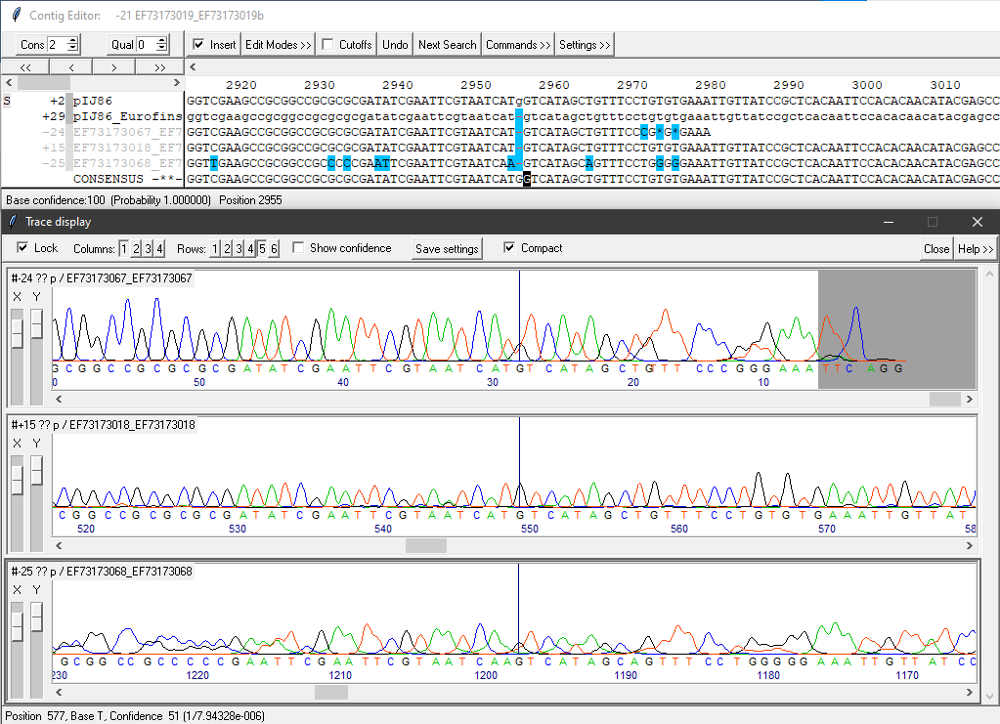 Contig Editor: -21 EF73173019_EF73173019b
Cons 2 Qual 0 Insert Edit Modes >> Cutoffs Undo Next Search Commands >> Settings >>
<< < > >> <
< > 2920 2930 2940 2950 2960 2970 2980 2990 3000 3010
S +2 pIJ86 GGTCGAAGCCGCGGCCGCGCGCGATATCGAATTCGTAATCATgGTCATAGCTGTTTCCTGTGTGAAATTGTTATCCGCTCACAATTCCACACAACATACGAGCC
+29 pIJ86_Eurofins ggtcgaagccgcggccgcgcgcgatatcgaattcgtaatcat gtcatagctgtttcctgtgtgaaattgttatccgctcacaattccacacaacatacgagcc
-24 EF73173067_EF7 GGTCGAAGCCGCGGCCGCGCGCGATATCGAATTCGTAATCAT GTCATAGCTGTTTCCCG*G*GAAA
+15 EF73173018_EF7 GGTCGAAGCCGCGGCCGCGCGCGATATCGAATTCGTAATCAT GTCATAGCTGTTTCCTGTGTGAAATTGTTATCCGCTCACAATTCCACACAACATACGAGCC
-25 EF73173068_EF7 GGTTGAAGCCGCGGCCGCCCCCGAATTCGAATTCGTAATCAA GTCATAGCAGTTTCCTGGGGGAAATTGTTATCCGCTCACAATTCCACACAACATACGAGCC
CONSENSUS -**- GGTCGAAGCCGCGGCCGCGCGCGATATCGAATTCGTAATCATGGTCATAGCTGTTTCCTGTGTGAAATTGTTATCCGCTCACAATTCCACACAACATACGAGCC
Base confidence:100 (Probability 1.000000) Position 2955
Trace display
Lock Columns: 1 2 3 4 Rows: 1 2 3 4 5 6 Show confidence Save settings Compact Close Help >>
#-24 ?? p / EF73173067_EF73173067
X Y
G C G G C C G C G C G C G A T A T C G A A T T C G T A A T C A T G T C A T A G C T G T T T C C C G G G A A A T T C A G G
0 50 40 30 20 10
< >
#+15 ?? p / EF73173018_EF73173018
X Y
C G G C C G C G C G C G A T A T C G A A T T C G T A A T C A T G T C A T A G C T G T T T C C T G T G T G A A A T T G T T A T
520 530 540 550 560 570 58
< >
#-25 ?? p / EF73173068_EF73173068
X Y
G C G G C C G C C C C C G A A T T C G A A T T C G T A A T C A A G T C A T A G C A G T T T C C T G G G G G A A A T T G T T A T C C
230 1220 1210 1200 1190 1180 1170
< >
Position 577, Base T, Confidence 51 (1/7.94328e-006)